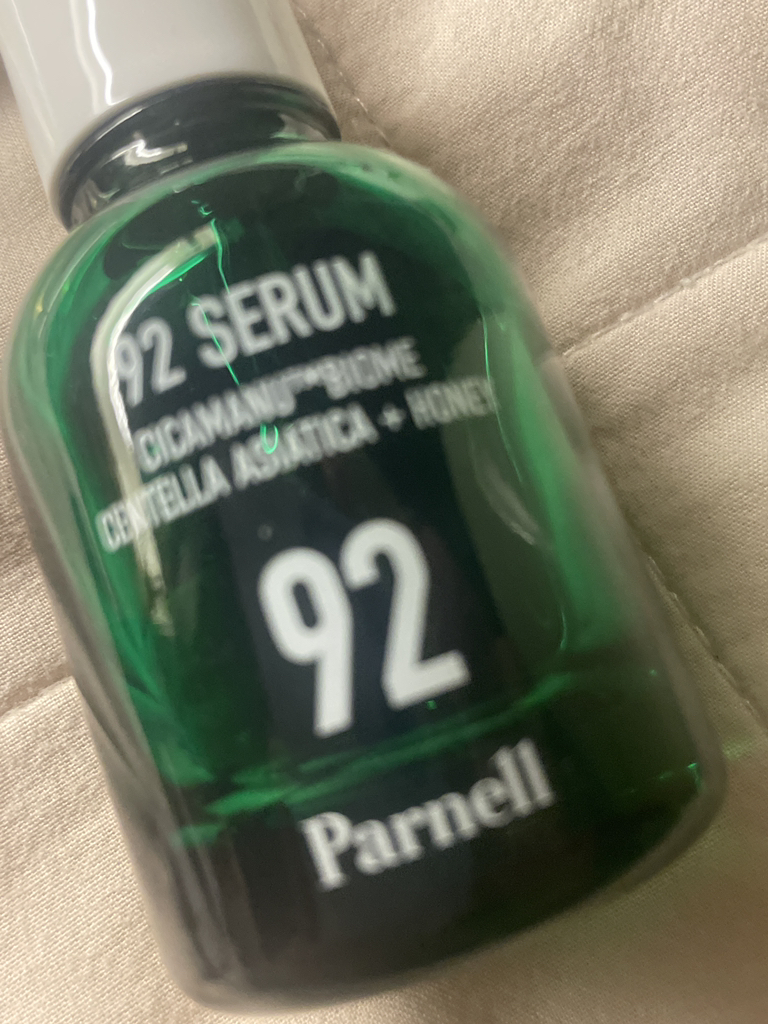 92 SERUM
CICAMANU™BIOME
CENTELLA ASIATICA + HONEY
92
Parnell